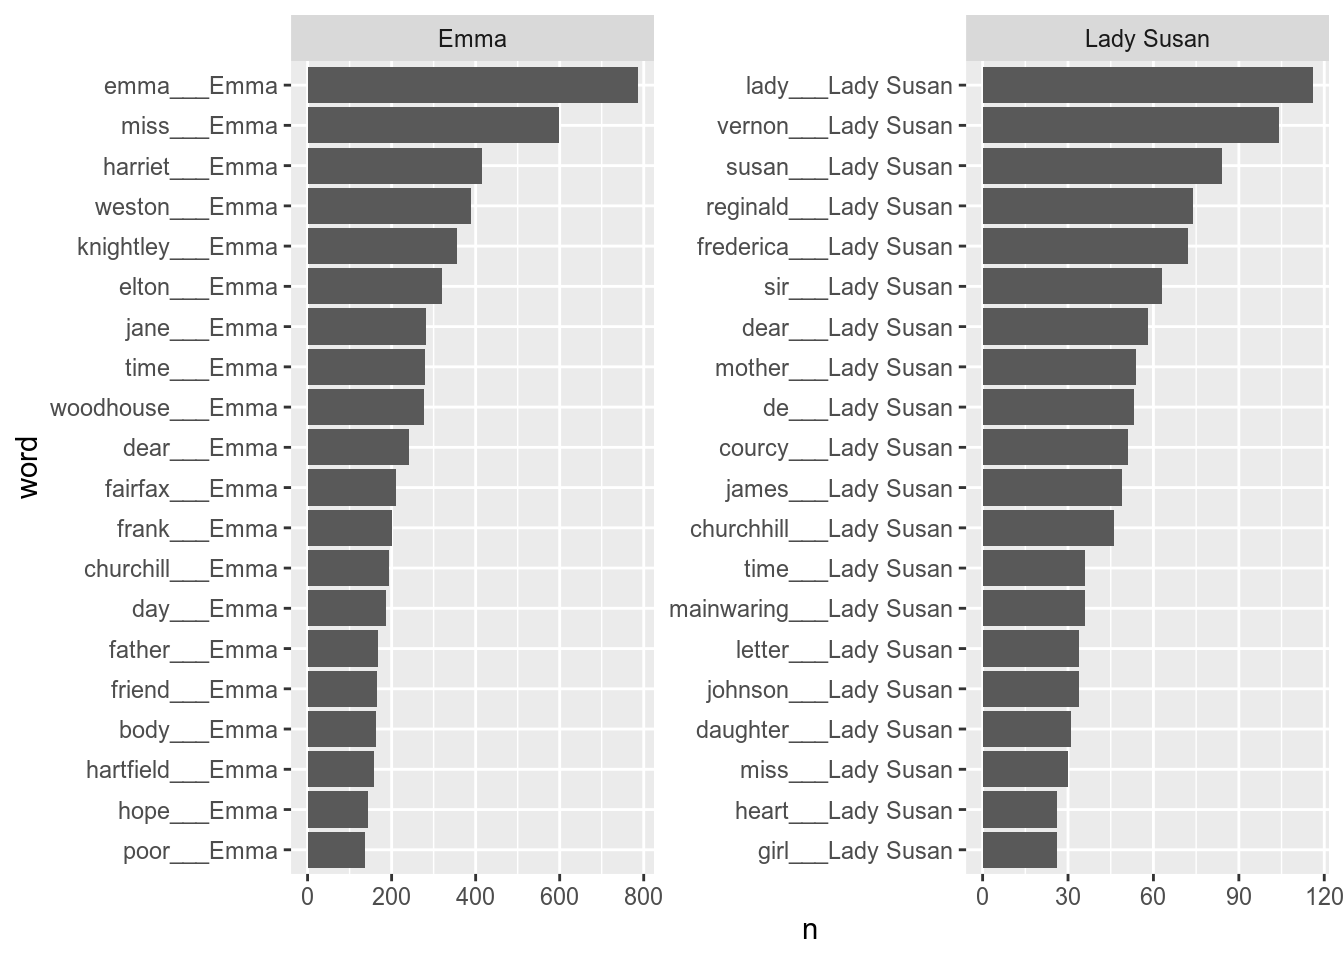 Emma
Lady Susan
word
emma___Emma
miss___Emma
harriet___Emma
weston___Emma
knightley___Emma
elton___Emma
jane___Emma
time___Emma
woodhouse___Emma
dear___Emma
fairfax___Emma
frank___Emma
churchill___Emma
day___Emma
father___Emma
friend___Emma
body___Emma
hartfield___Emma
hope___Emma
poor___Emma
0 200 400 600 800
lady___Lady Susan
vernon___Lady Susan
susan___Lady Susan
reginald___Lady Susan
frederica___Lady Susan
sir___Lady Susan
dear___Lady Susan
mother___Lady Susan
de___Lady Susan
courcy___Lady Susan
james___Lady Susan
churchhill___Lady Susan
time___Lady Susan
mainwaring___Lady Susan
letter___Lady Susan
johnson___Lady Susan
daughter___Lady Susan
miss___Lady Susan
heart___Lady Susan
girl___Lady Susan
0 30 60 90 120
n